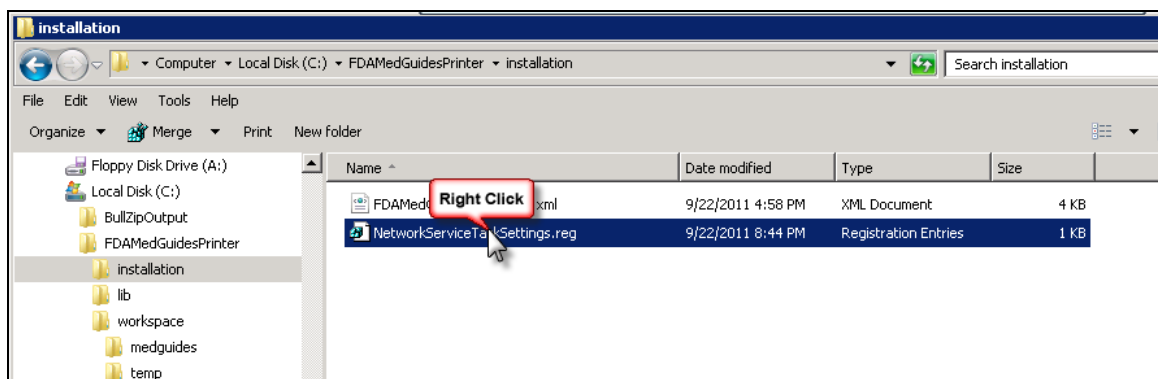 installation
Computer Local Disk (C:) FDAMedGuidesPrinter installation
Search installation
File Edit View Tools Help
Organize Merge Print New folder
Floppy Disk Drive (A:)
Local Disk (C:)
BullZipOutput
FDAMedGuidesPrinter
installation
lib
workspace
medguides
temp
Name Date modified Type Size
Right Click
FDAMedG xml 9/22/2011 4:58 PM XML Document 4 KB
NetworkServiceTaskSettings.reg 9/22/2011 8:44 PM Registration Entries 1 KB